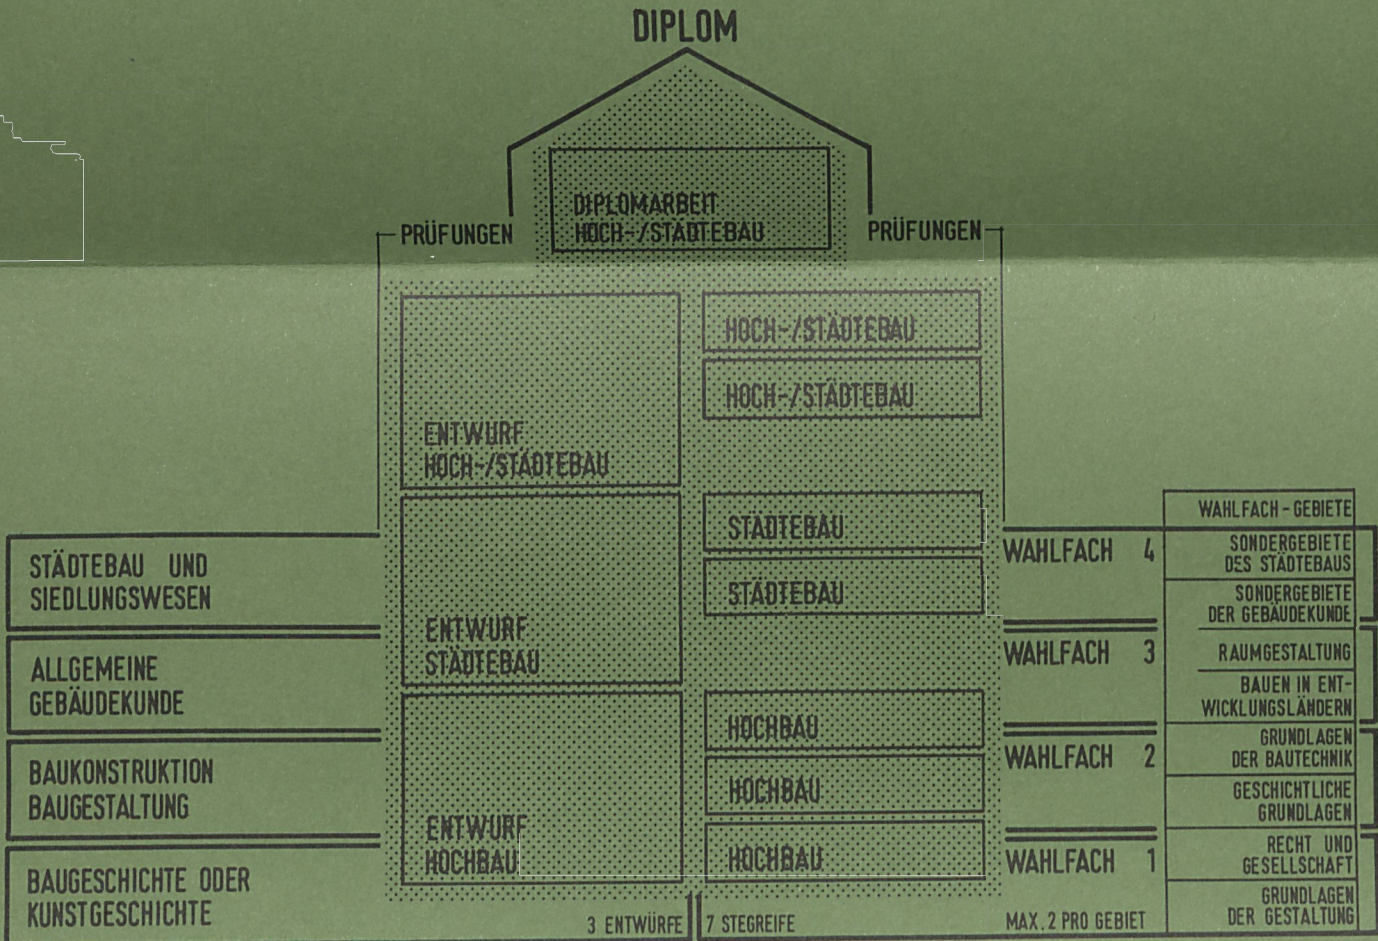 DIPLOM
DIPLOMARBEIT
HOCH-/STÄDTEBAU
PRÜFUNGEN
PRÜFUNGEN
HOCH-/STÄDTEBAU
HOCH-/STÄDTEBAU
ENTWURF
HOCH-/STÄDTEBAU
STÄDTEBAU
STÄDTEBAU
ENTWURF
STÄDTEBAU
HOCHBAU
HOCHBAU
HOCHBAU
ENTWURF
HOCHBAU
STÄDTEBAU UND
SIEDLUNGSWESEN
ALLGEMEINE
GEBÄUDEKUNDE
BAUKONSTRUKTION
BAUGESTALTUNG
BAUGESCHICHTE ODER
KUNSTGESCHICHTE
3 ENTWÜRFE
7 STEGREIFE
WAHLFACH 4
WAHLFACH 3
WAHLFACH 2
WAHLFACH 1
MAX. 2 PRO GEBIET
WAHLFACH-GEBIETE
SONDERGEBIETE
DES STÄDTEBAUS
SONDERGEBIETE
DER GEBÄUDEKUNDE
RAUMGESTALTUNG
BAUEN IN ENT-
WICKLUNGSLÄNDERN
GRUNDLAGEN
DER BAUTECHNIK
GESCHICHTLICHE
GRUNDLAGEN
RECHT UND
GESELLSCHAFT
GRUNDLAGEN
DER GESTALTUNG